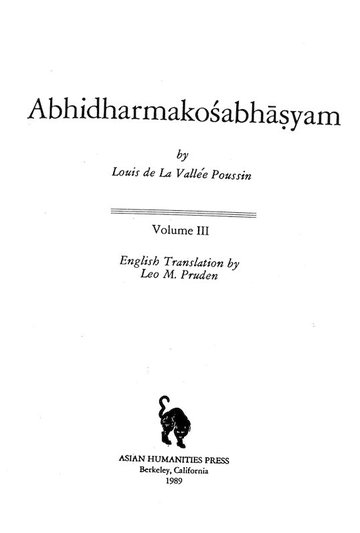 Abhidharmakośabhāṣyam
by
Louis de La Vallée Poussin
Volume III
English Translation by
Leo M. Pruden
ASIAN HUMANITIES PRESS
Berkeley, California
1989